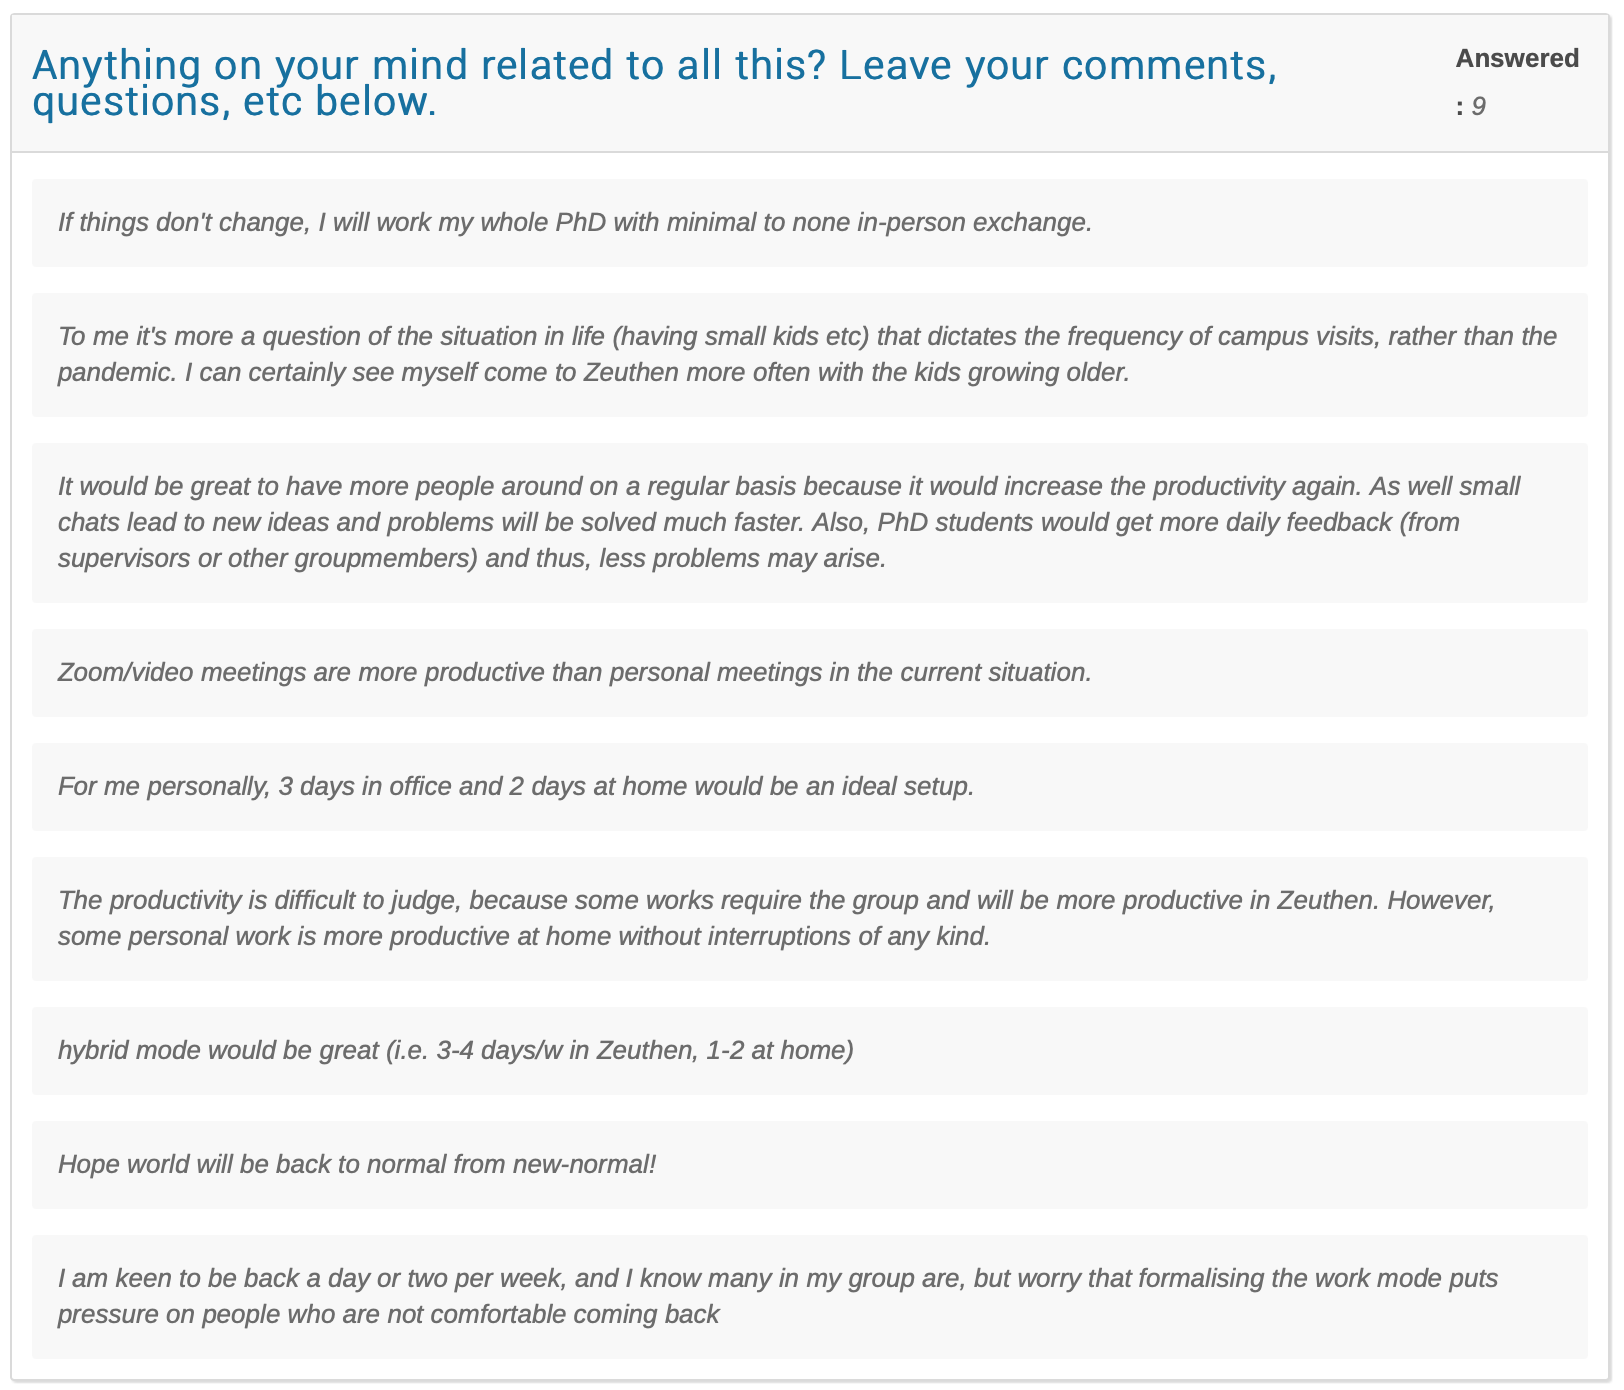 Anything on your mind related to all this? Leave your comments,
questions, etc below.
Answered
: 9
If things don't change, I will work my whole PhD with minimal to none in-person exchange.
To me it's more a question of the situation in life (having small kids etc) that dictates the frequency of campus visits, rather than the
pandemic. I can certainly see myself come to Zeuthen more often with the kids growing older.
It would be great to have more people around on a regular basis because it would increase the productivity again. As well small
chats lead to new ideas and problems will be solved much faster. Also, PhD students would get more daily feedback (from
supervisors or other groupmembers) and thus, less problems may arise.
Zoom/video meetings are more productive than personal meetings in the current situation.
For me personally, 3 days in office and 2 days at home would be an ideal setup.
The productivity is difficult to judge, because some works require the group and will be more productive in Zeuthen. However,
some personal work is more productive at home without interruptions of any kind.
hybrid mode would be great (i.e. 3-4 days/w in Zeuthen, 1-2 at home)
Hope world will be back to normal from new-normal!
I am keen to be back a day or two per week, and I know many in my group are, but worry that formalising the work mode puts
pressure on people who are not comfortable coming back